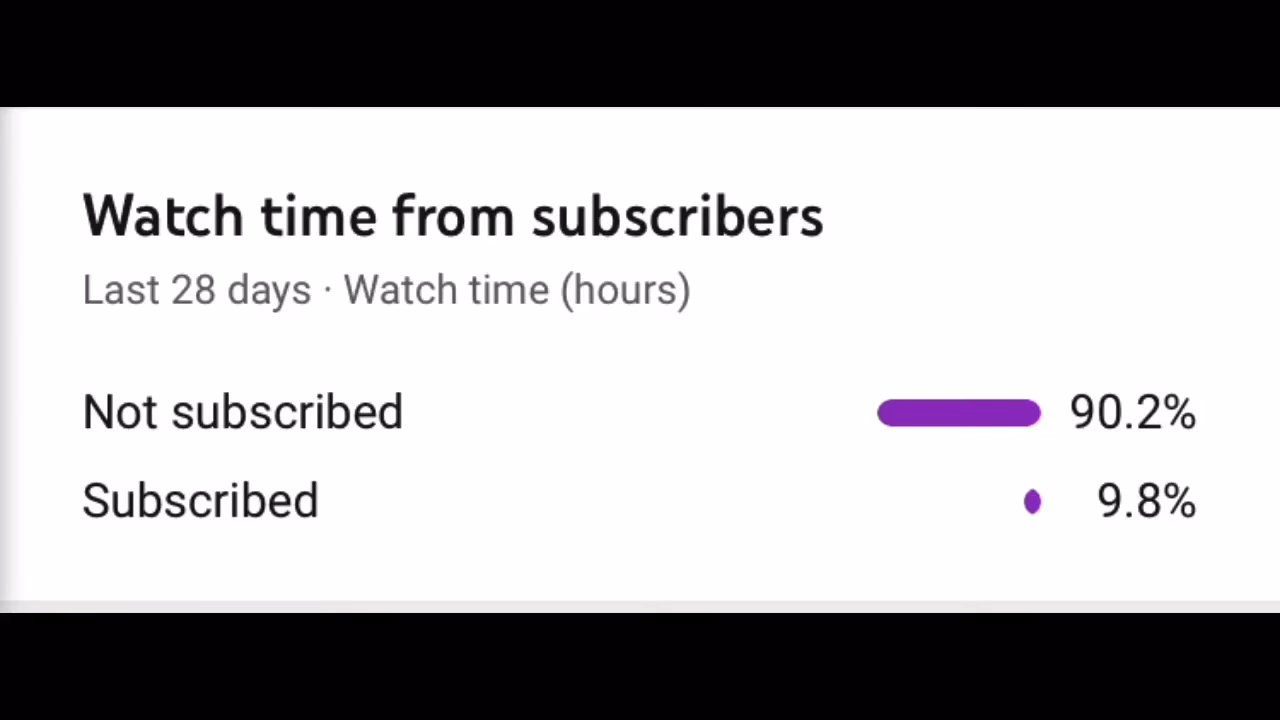 Watch time from subscribers
Last 28 days · Watch time (hours)
Not subscribed 90.2%
Subscribed 9.8%